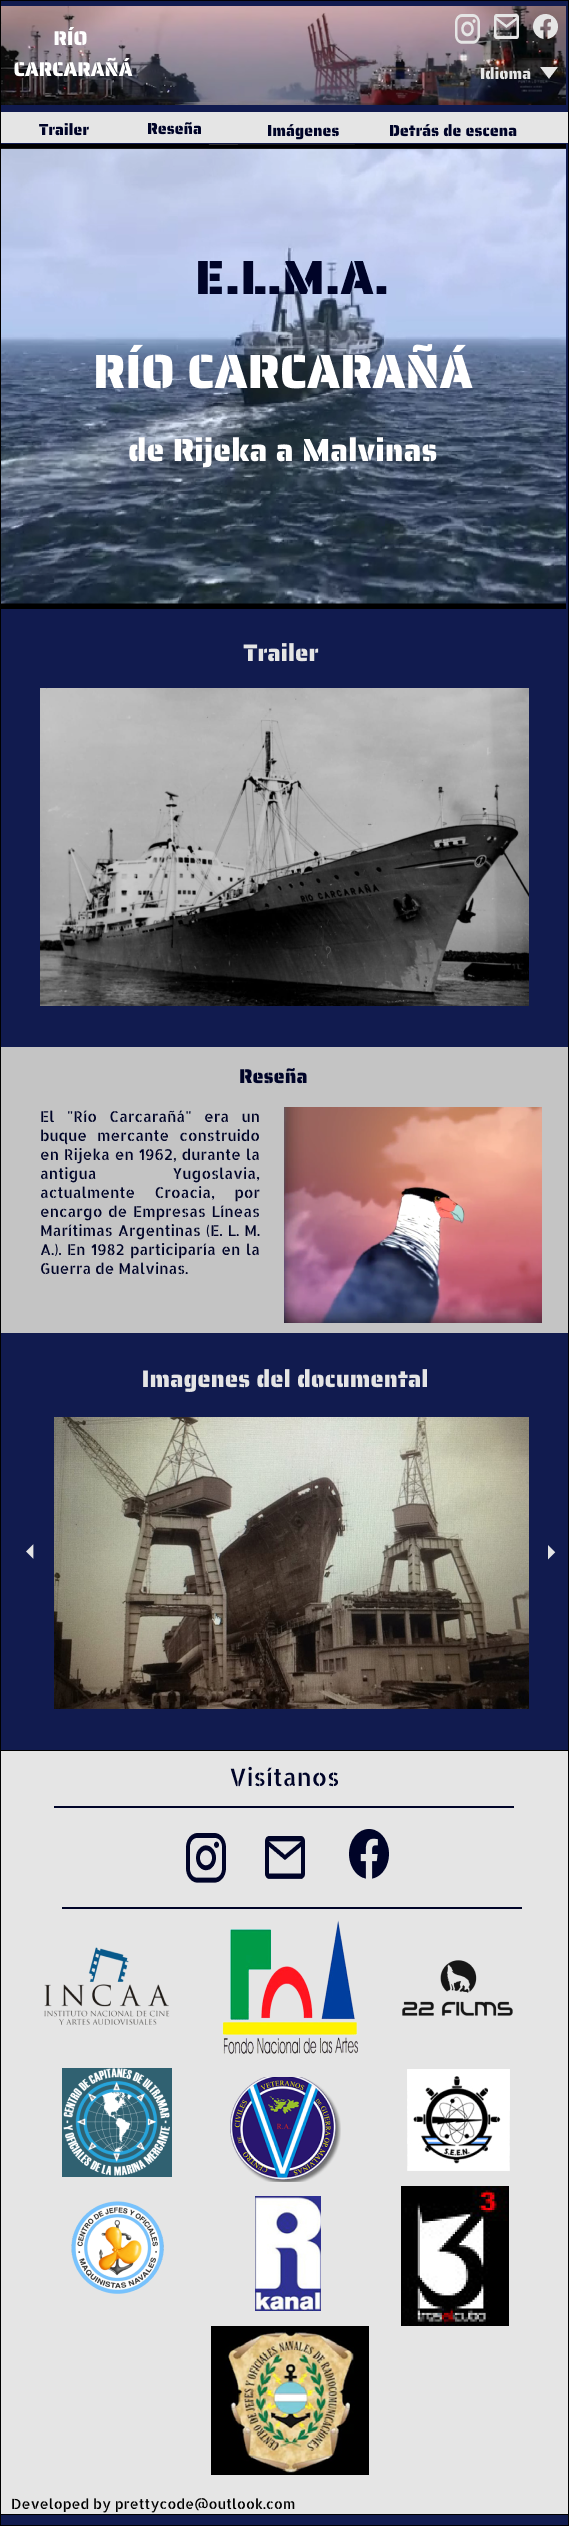 RÍO
CARCARAÑÁ
Idioma
Trailer Reseña Imágenes Detrás de escena
E.L.M.A.
RÍO CARCARAÑÁ
de Rijeka a Malvinas
Trailer
RIO CARCARAÑA
Reseña
El "Río Carcarañá" era un
buque mercante construido
en Rijeka en 1962, durante la
antigua Yugoslavia,
actualmente Croacia, por
encargo de Empresas Líneas
Marítimas Argentinas (E. L. M.
A.). En 1982 participaría en la
Guerra de Malvinas.
Imagenes del documental
Visítanos
INCAA
INSTITUTO NACIONAL DE CINE
Y ARTES AUDIOVISUALES
Fondo Nacional de las Artes
22 FILMS
CENTRO DE CAPITANES DE ULTRAMAR
Y OFICIALES DE LA MARINA MERCANTE
CENTRO CIVILES VETERANOS DE GUERRA DE MALVINAS
R.A.
V
S.E.E.N.
CENTRO DE JEFES Y OFICIALES
MAQUINISTAS NAVALES
R
kanal
3
3
tresalcubo
CENTRO DE JEFES Y OFICIALES NAVALES DE RADIOCOMUNICACIONES
Developed by prettycode@outlook.com